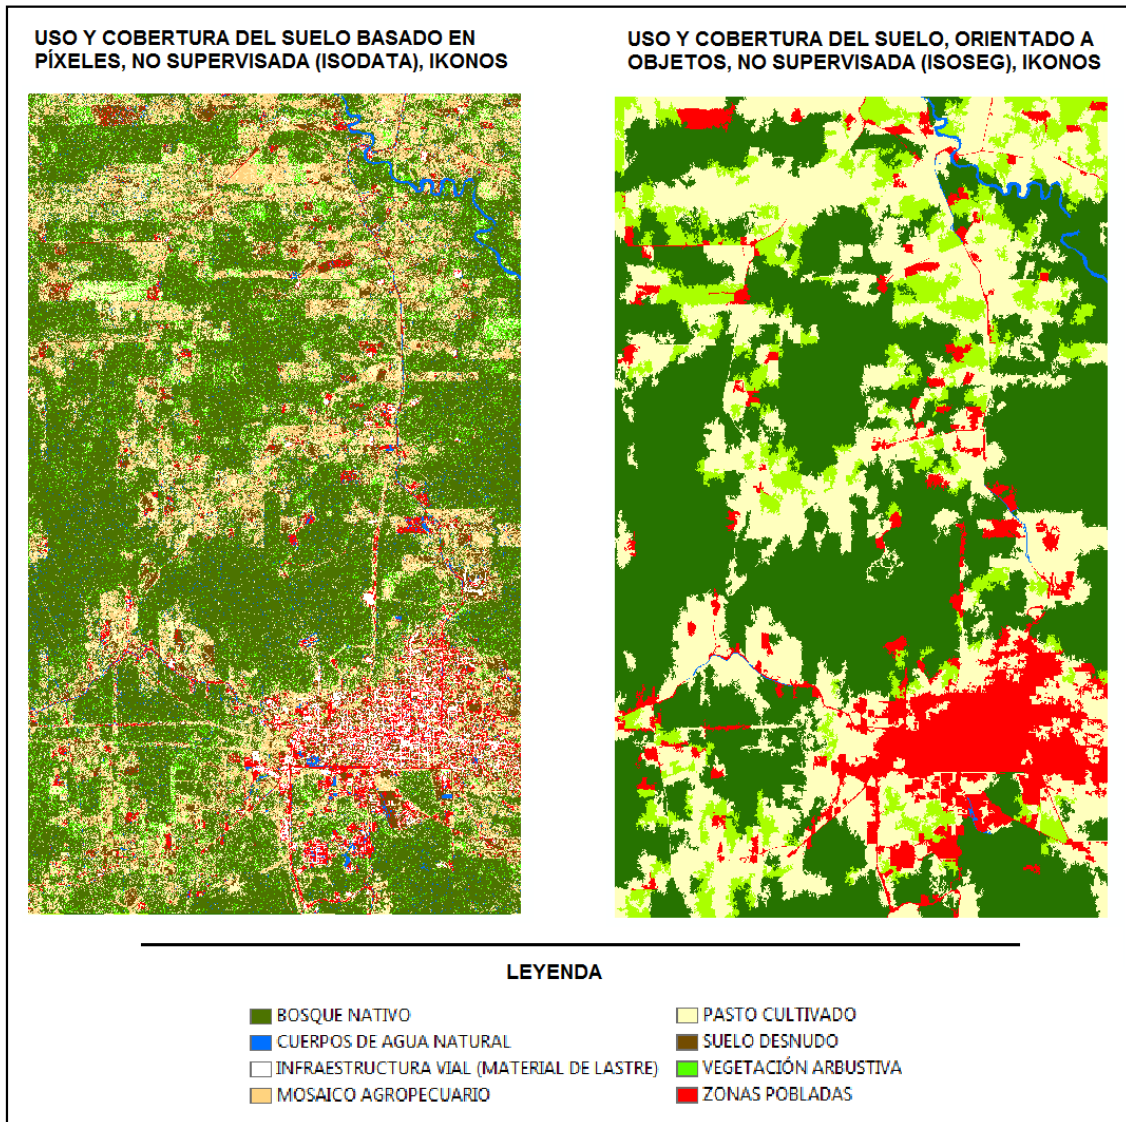 USO Y COBERTURA DEL SUELO BASADO EN
PÍXELES, NO SUPERVISADA (ISODATA), IKONOS
USO Y COBERTURA DEL SUELO, ORIENTADO A
OBJETOS, NO SUPERVISADA (ISOSEG), IKONOS
LEYENDA
BOSQUE NATIVO
CUERPOS DE AGUA NATURAL
INFRAESTRUCTURA VIAL (MATERIAL DE LASTRE)
MOSAICO AGROPECUARIO
PASTO CULTIVADO
SUELO DESNUDO
VEGETACIÓN ARBUSTIVA
ZONAS POBLADAS